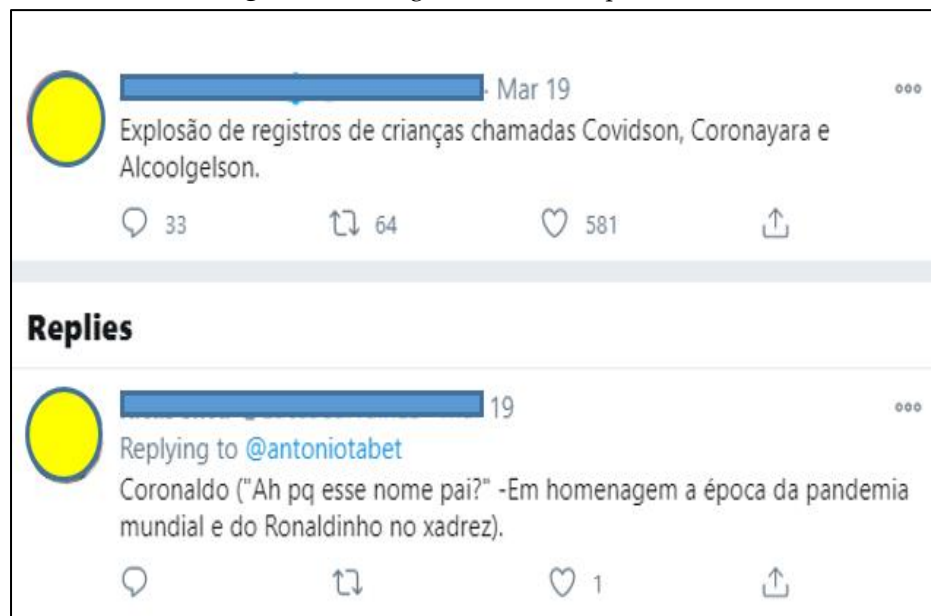 Mar 19
Explosão de registros de crianças chamadas Covidson, Coronayara e
Alcoolgelson.
33 64 581
Replies
19
Replying to @antoniotabet
Coronaldo ("Ah pq esse nome pai?" -Em homenagem a época da pandemia
mundial e do Ronaldinho no xadrez).
1